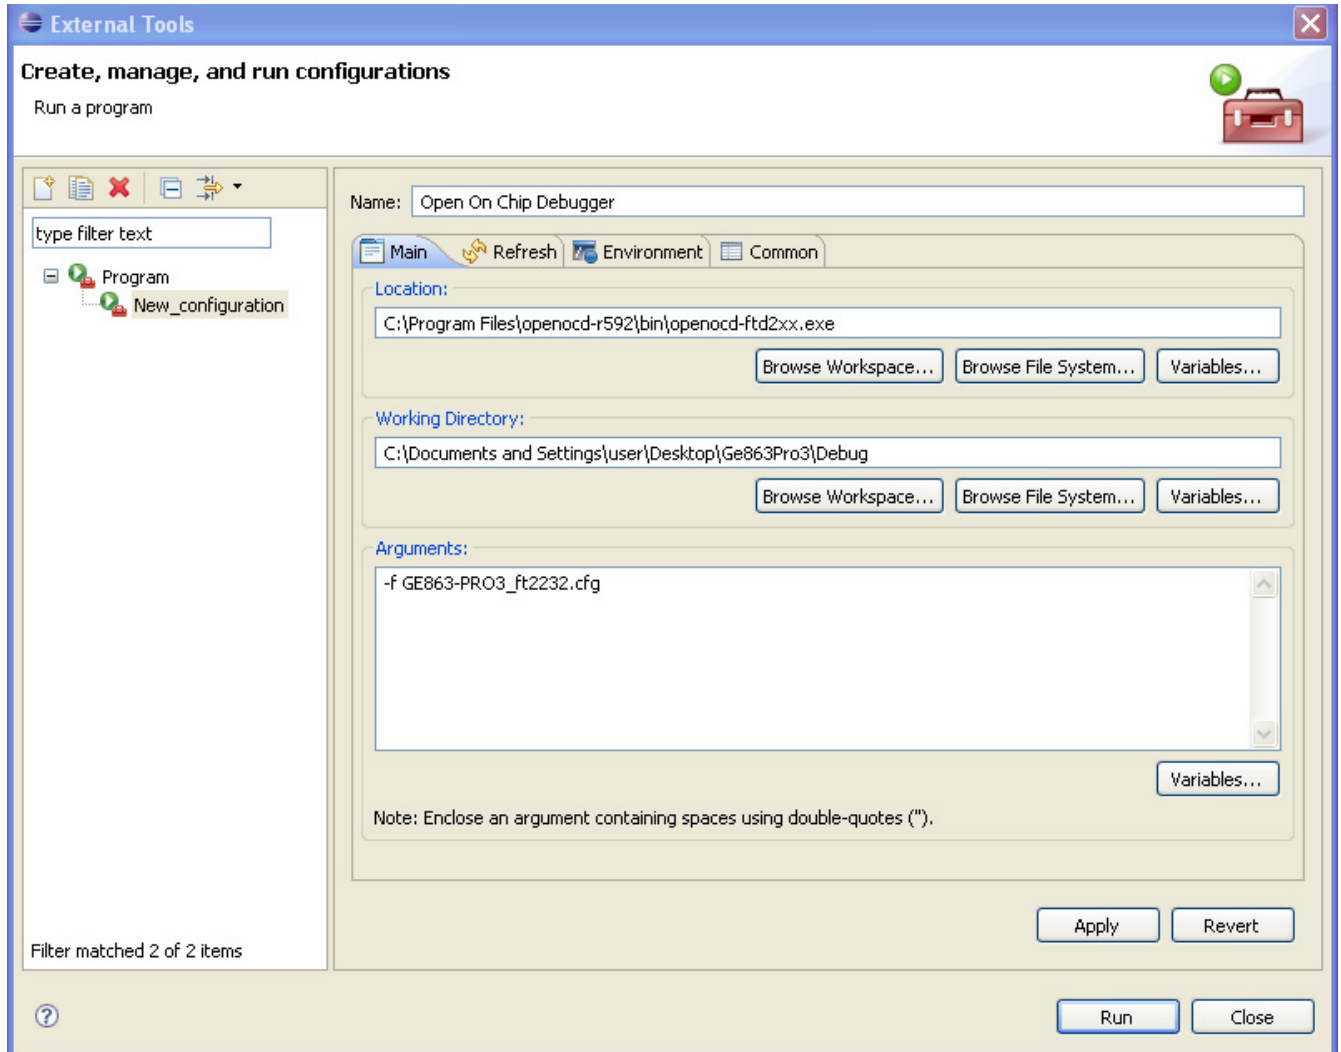 External Tools
Create, manage, and run configurations
Run a program
type filter text
Program
New_configuration
Filter matched 2 of 2 items
Name: Open On Chip Debugger
Main Refresh Environment Common
Location:
C:\Program Files\openocd-r592\bin\openocd-ftd2xx.exe
Browse Workspace... Browse File System... Variables...
Working Directory:
C:\Documents and Settings\user\Desktop\Ge863Pro3\Debug
Browse Workspace... Browse File System... Variables...
Arguments:
-f GE863-PRO3_ft2232.cfg
Variables...
Note: Enclose an argument containing spaces using double-quotes (").
Apply Revert
Run Close